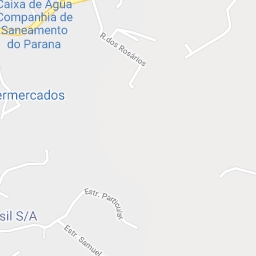 Caixa de Água
Companhia de
Saneamento
do Parana
R.dos Rosários
ermercados
Estr. Particular
sil S/A
Estr. Samuel